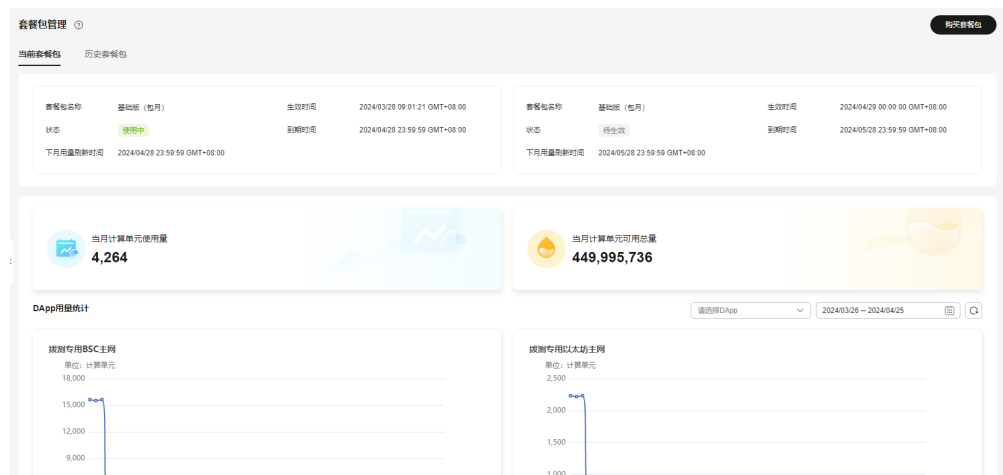 套餐包管理
购买套餐包
当前套餐包 历史套餐包
套餐包名称 基础版（包月） 生效时间 2024/03/28 09:01:21 GMT+08:00
状态 使用中 到期时间 2024/04/28 23:59:59 GMT+08:00
下月用量刷新时间 2024/04/28 23:59:59 GMT+08:00
套餐包名称 基础版（包月） 生效时间 2024/04/29 00:00:00 GMT+08:00
状态 待生效 到期时间 2024/05/28 23:59:59 GMT+08:00
下月用量刷新时间 2024/05/28 23:59:59 GMT+08:00
当月计算单元使用量
4,264
当月计算单元可用总量
449,995,736
DApp用量统计
请选择DApp
2024/03/26 – 2024/04/25
拨测专用BSC主网
单位：计算单元
18,000
15,000
12,000
9,000
拨测专用以太坊主网
单位：计算单元
2,500
2,000
1,500
1,000